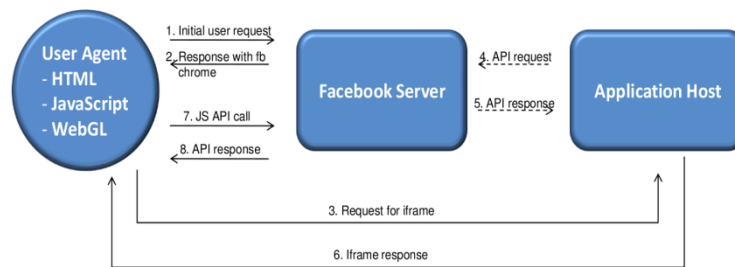 User Agent
- HTML
- JavaScript
- WebGL
1. Initial user request
2. Response with fb
chrome
7. JS API call
8. API response
Facebook Server
4. API request
5. API response
Application Host
3. Request for iframe
6. Iframe response